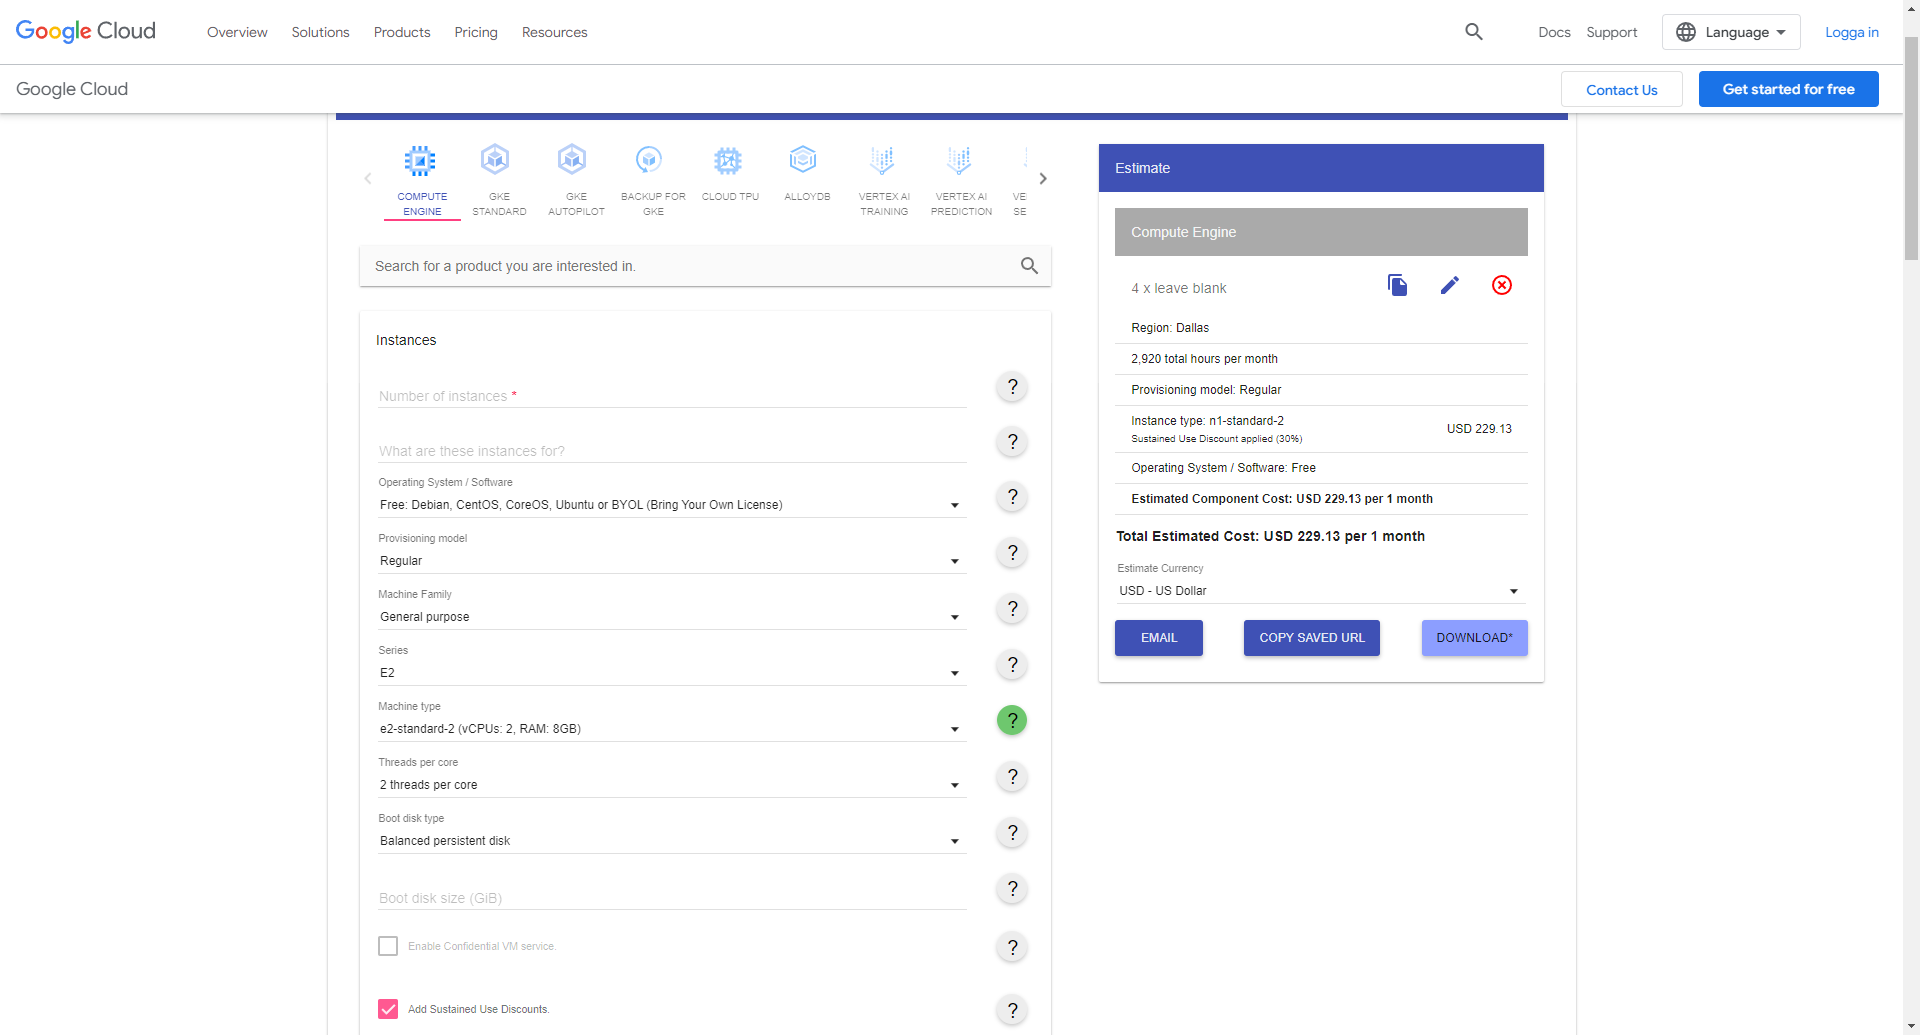 Google Cloud
Overview
Solutions
Products
Pricing
Resources
Docs
Support
Language
Logga in
Google Cloud
Contact Us
Get started for free
COMPUTE
ENGINE
GKE
STANDARD
GKE
AUTOPILOT
BACKUP FOR
GKE
CLOUD TPU
ALLOYDB
VERTEX AI
TRAINING
VERTEX AI
PREDICTION
VE
SE
Search for a product you are interested in.
Instances
Number of instances *
?
What are these instances for?
?
Operating System / Software
Free: Debian, CentOS, CoreOS, Ubuntu or BYOL (Bring Your Own License)
?
Provisioning model
Regular
?
Machine Family
General purpose
?
Series
E2
?
Machine type
e2-standard-2 (vCPUs: 2, RAM: 8GB)
?
Threads per core
2 threads per core
?
Boot disk type
Balanced persistent disk
?
Boot disk size (GiB)
?
Enable Confidential VM service.
?
Add Sustained Use Discounts.
?
Estimate
Compute Engine
4 x leave blank
Region: Dallas
2,920 total hours per month
Provisioning model: Regular
Instance type: n1-standard-2
Sustained Use Discount applied (30%)
USD 229.13
Operating System / Software: Free
Estimated Component Cost: USD 229.13 per 1 month
Total Estimated Cost: USD 229.13 per 1 month
Estimate Currency
USD - US Dollar
EMAIL
COPY SAVED URL
DOWNLOAD*